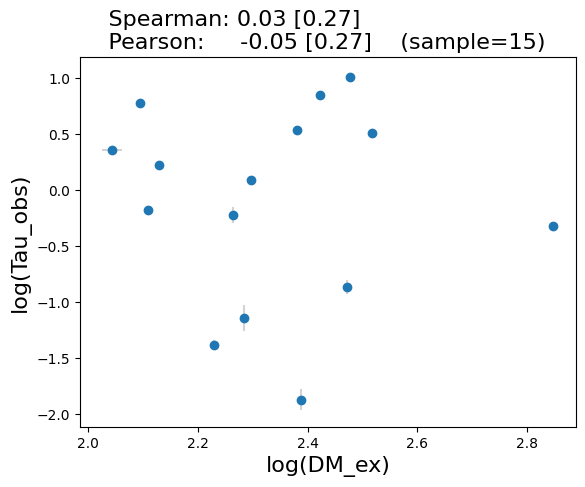 Spearman: 0.03 [0.27]
Pearson: -0.05 [0.27] (sample=15)
1.0
0.5
0.0
−0.5
−1.0
−1.5
−2.0
log(Tau_obs)
2.0 2.2 2.4 2.6 2.8
log(DM_ex)